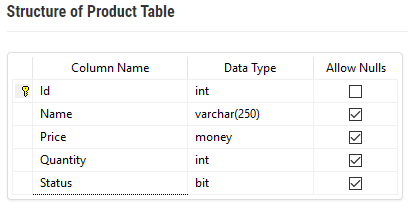 Structure of Product Table
Column Name Data Type Allow Nulls
Id int
Name varchar(250)
Price money
Quantity int
Status bit